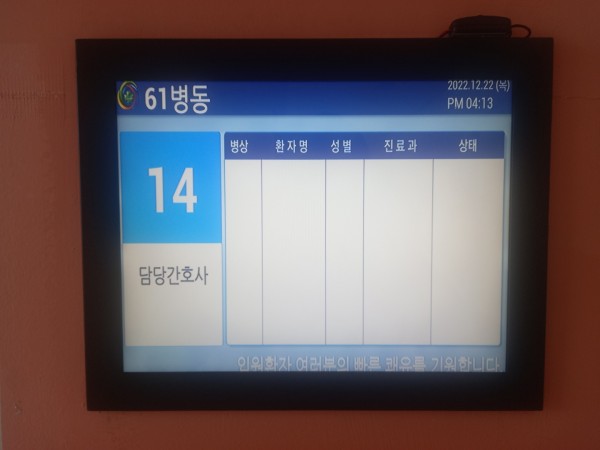 61병동
2022.12.22 (목)
PM 04:13
14
담당간호사
병상 환자명 성별 진료과 상태
입원환자 여러분의 빠른 쾌유를 기원합니다